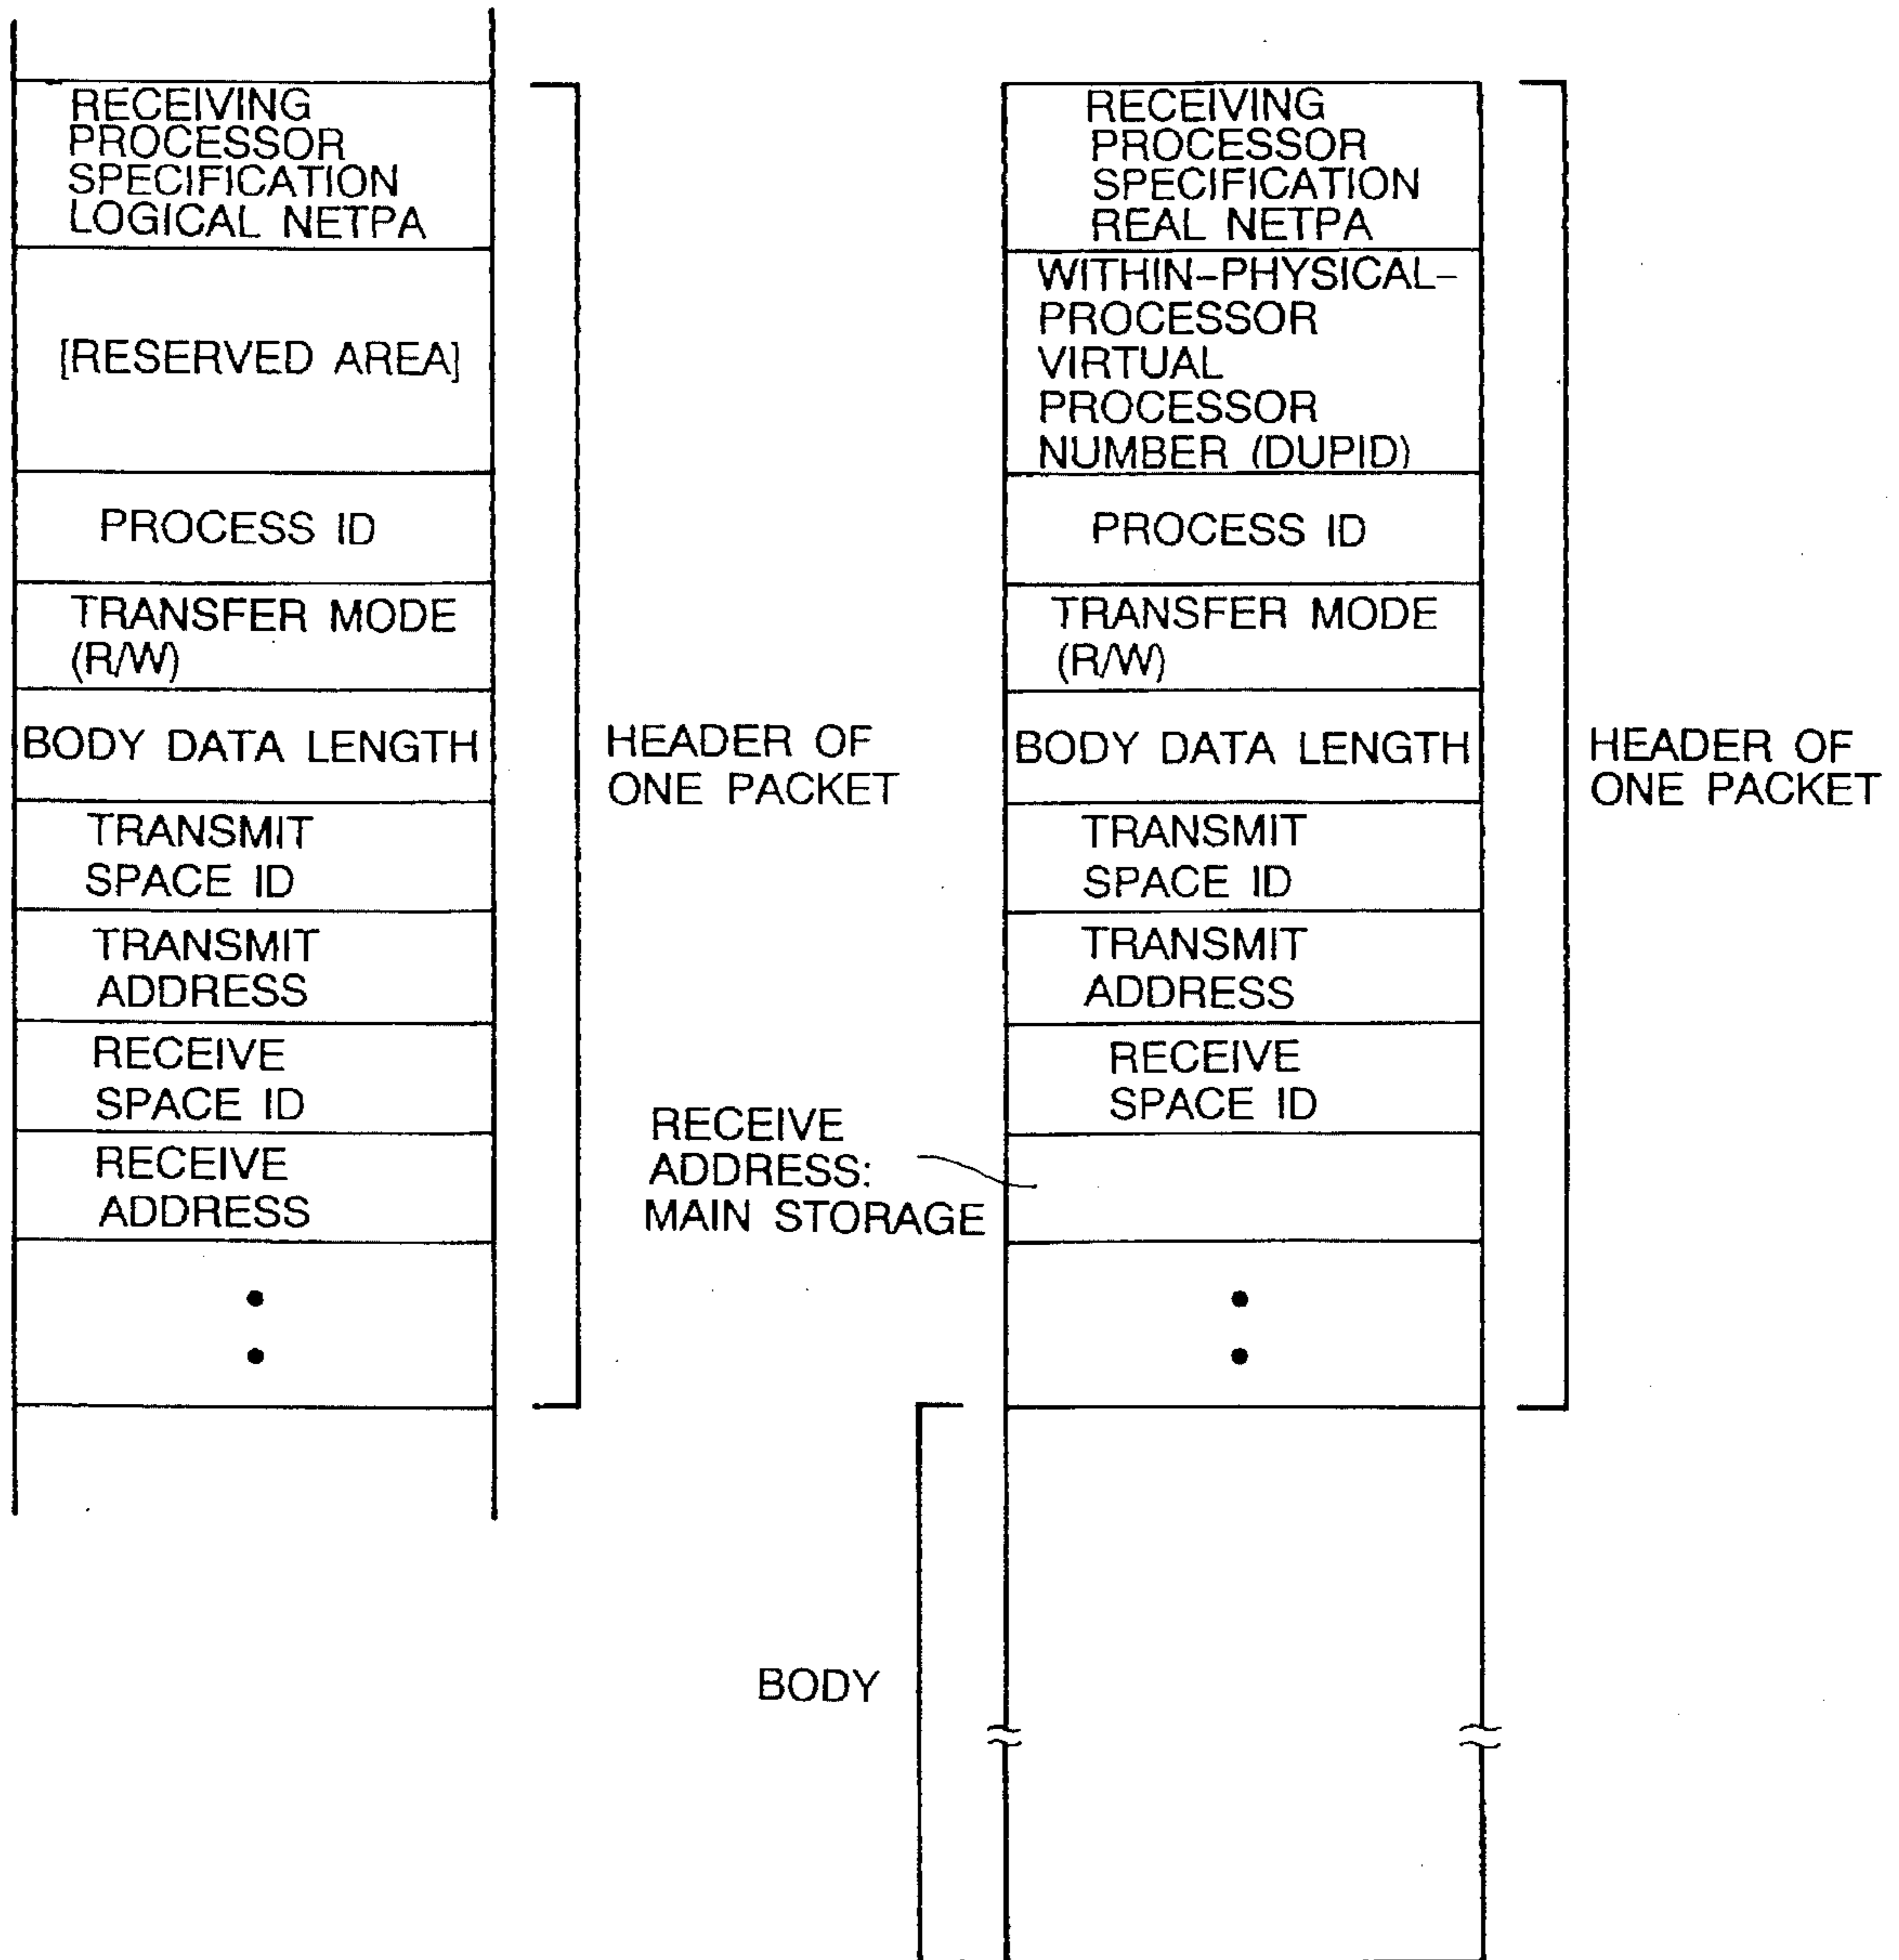 RECEIVING
PROCESSOR
SPECIFICATION
LOGICAL NETPA
[RESERVED AREA]
PROCESS ID
TRANSFER MODE
(R/W)
BODY DATA LENGTH
TRANSMIT
SPACE ID
TRANSMIT
ADDRESS
RECEIVE
SPACE ID
RECEIVE
ADDRESS
HEADER OF
ONE PACKET
RECEIVING
PROCESSOR
SPECIFICATION
REAL NETPA
WITHIN-PHYSICAL-
PROCESSOR
VIRTUAL
PROCESSOR
NUMBER (DUPID)
PROCESS ID
TRANSFER MODE
(R/W)
BODY DATA LENGTH
TRANSMIT
SPACE ID
TRANSMIT
ADDRESS
RECEIVE
SPACE ID
RECEIVE
ADDRESS:
MAIN STORAGE
HEADER OF
ONE PACKET
BODY